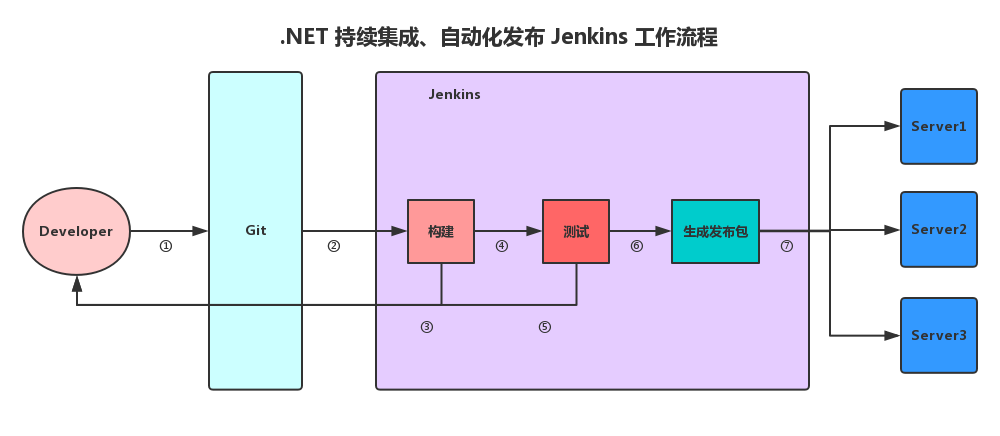 .NET 持续集成、自动化发布 Jenkins 工作流程
Jenkins
Server1
Developer
①
Git
②
构建
④
测试
⑥
生成发布包
⑦
Server2
③
⑤
Server3